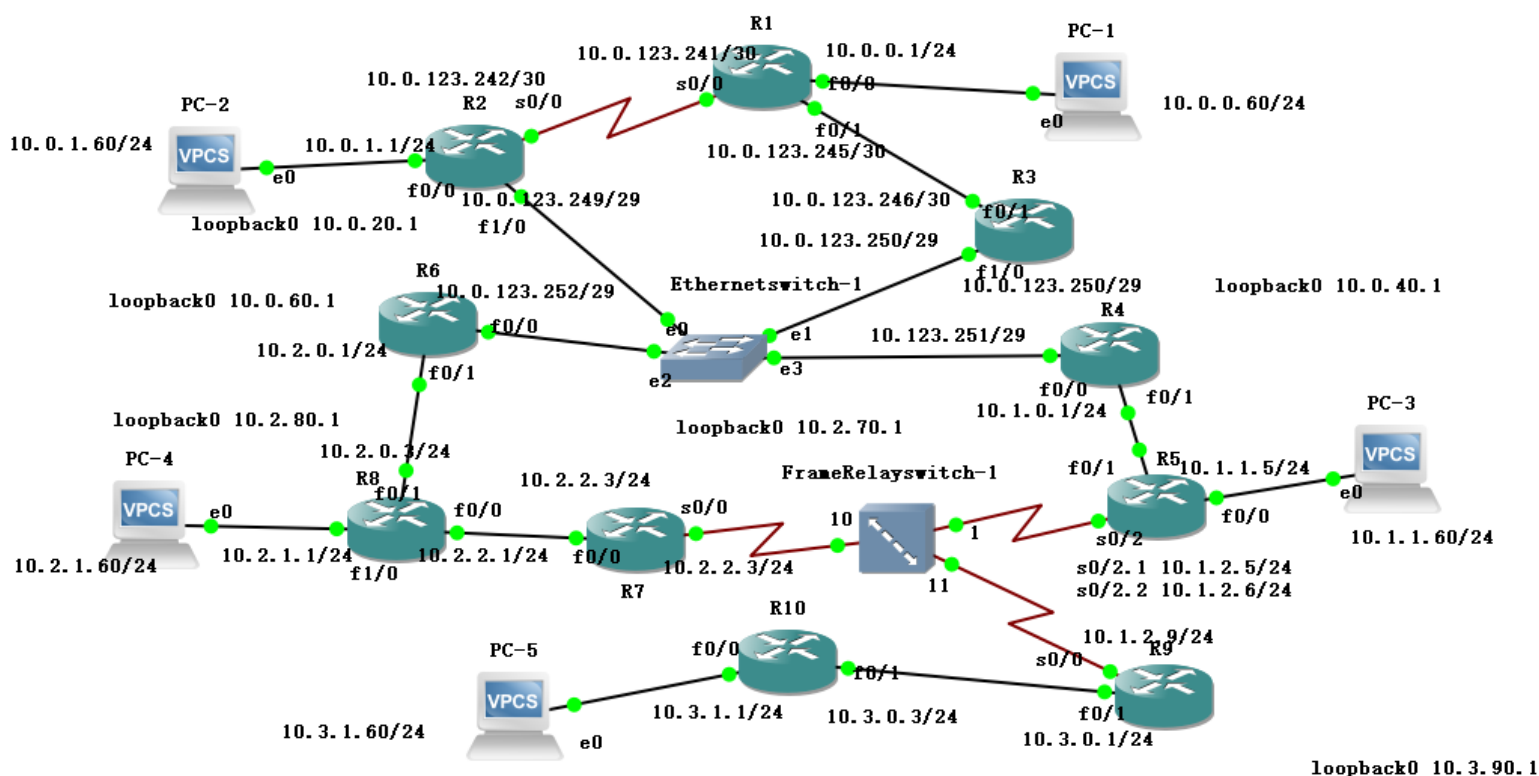 R1
10.0.123.241/30
10.0.0.1/24
PC-1
VPCS
s0/0
f0/0
10.0.0.60/24
e0
10.0.123.242/30
R2
s0/0
PC-2
10.0.1.60/24
VPCS
10.0.1.1/24
e0
f0/0
f0/1
10.0.123.245/30
10.0.123.249/29
f1/0
loopback0 10.0.20.1
R3
10.0.123.246/30
f0/1
10.0.123.250/29
f1/0
10.0.123.250/29
Ethernetswitch-1
loopback0 10.0.40.1
R6
10.0.123.252/29
loopback0 10.0.60.1
f0/0
e0
e1
10.123.251/29
R4
10.2.0.1/24
f0/1
e2
e3
f0/0
f0/1
10.1.0.1/24
PC-3
VPCS
loopback0 10.2.80.1
loopback0 10.2.70.1
10.2.0.3/24
PC-4
VPCS
R8
f0/1
10.2.2.3/24
FrameRelayswitch-1
f0/1
R5
10.1.1.5/24
e0
e0
f0/0
s0/0
10
1
f0/0
10.2.1.60/24
10.2.1.1/24
10.2.2.1/24
f0/0
10.2.2.3/24
s0/2
10.1.1.60/24
f1/0
R7
11
s0/2.1 10.1.2.5/24
s0/2.2 10.1.2.6/24
R10
10.1.2.9/24
PC-5
VPCS
f0/0
f0/1
s0/0
R9
10.3.1.60/24
e0
10.3.1.1/24
10.3.0.3/24
f0/1
10.3.0.1/24
loopback0 10.3.90.1